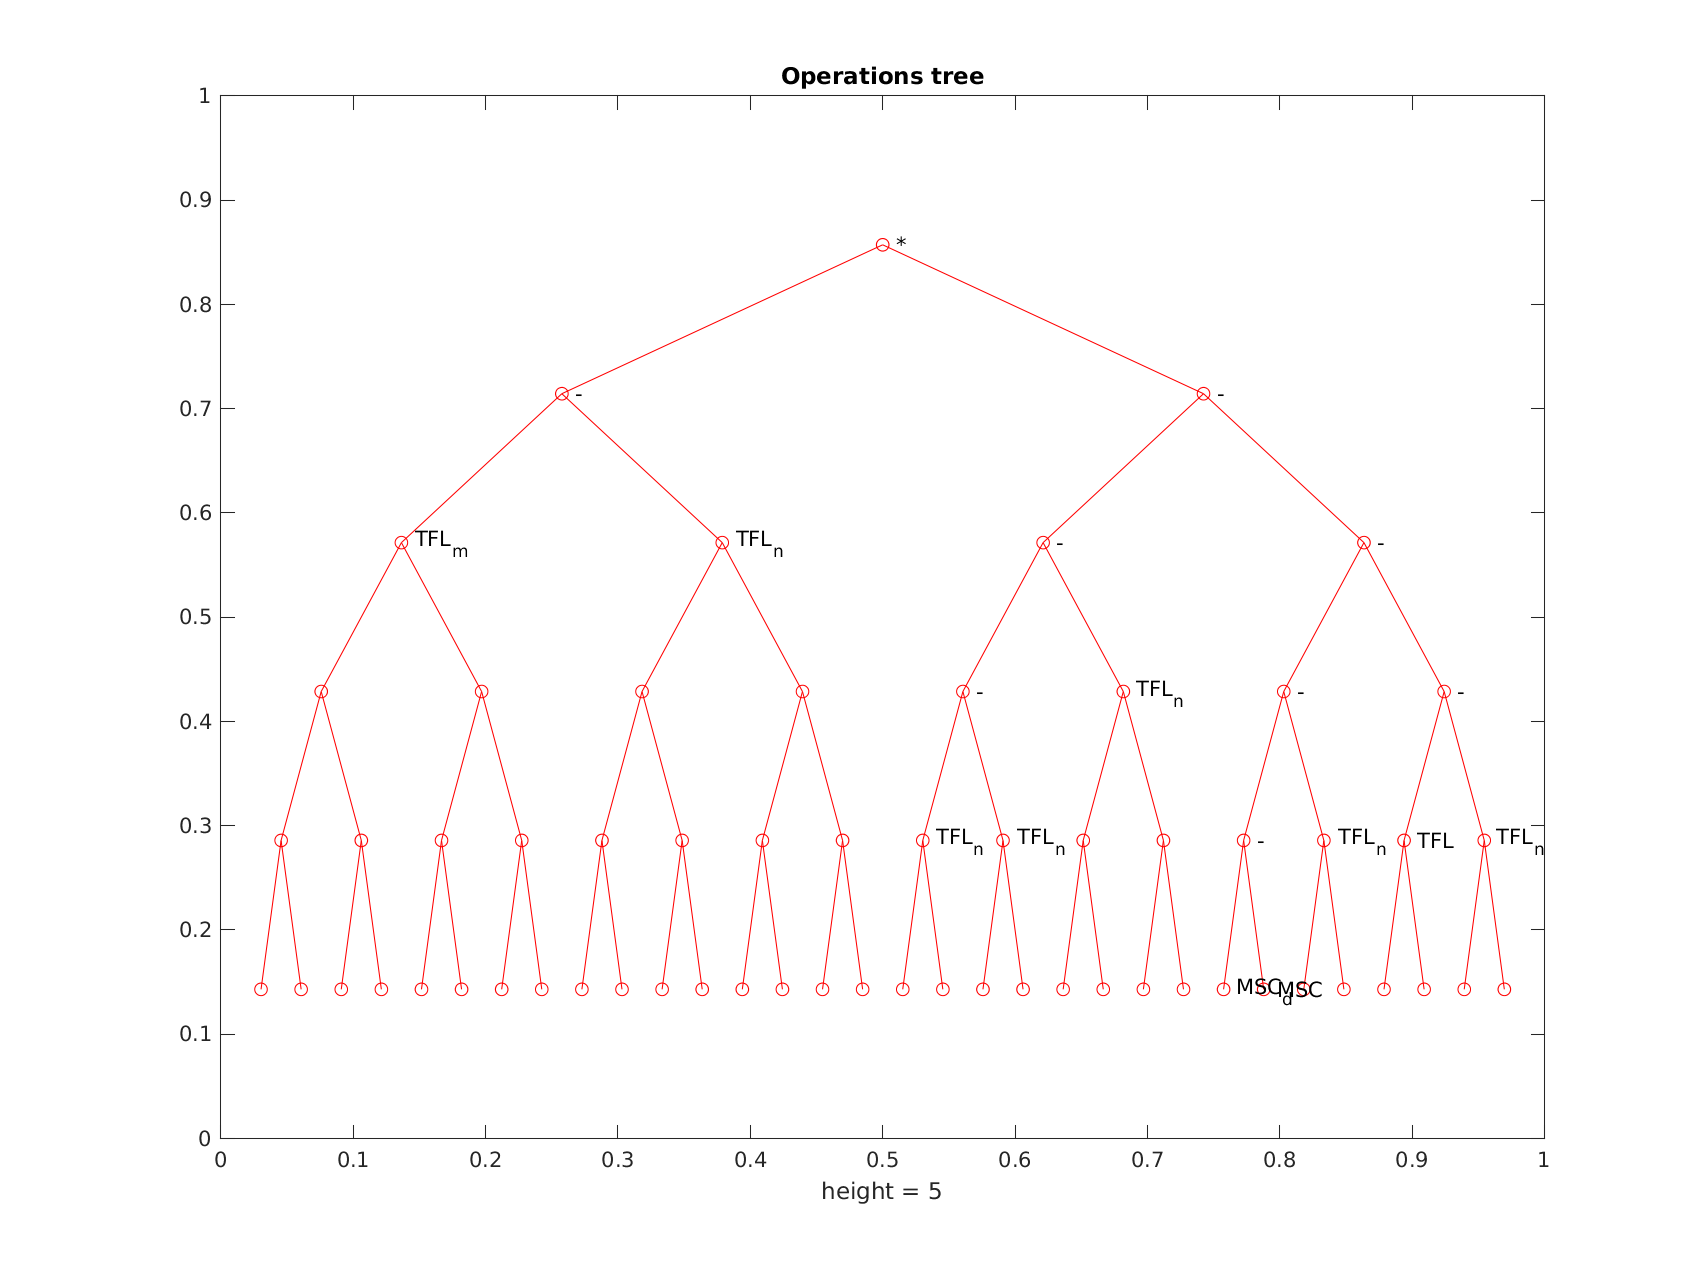 Operations tree
1
0.9
*
0.8
0.7
- -
0.6
TFL_m TFL_n - -
0.5
- TFL_n - -
0.4
0.3
TFL_n TFL_n - TFL_n TFL TFL_n
0.2
MSC_d MSC
0.1
0
0 0.1 0.2 0.3 0.4 0.5 0.6 0.7 0.8 0.9 1
height = 5